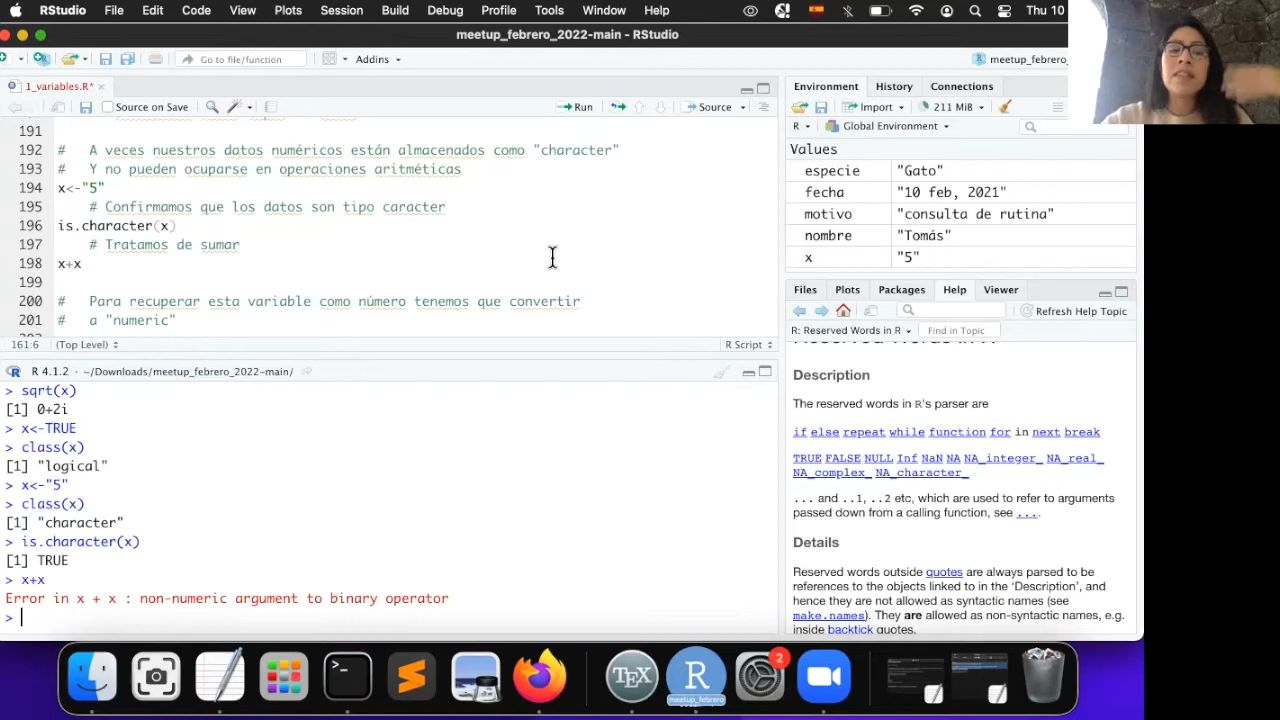 RStudio File Edit Code View Plots Session Build Debug Profile Tools Window Help Thu 10
meetup_febrero_2022-main - RStudio
Go to file/function Addins meetup_febrero_
1_variables.R*
Source on Save Run Source
191
192 # A veces nuestros datos numéricos están almacenados como "character"
193 # Y no pueden ocuparse en operaciones aritméticas
194 x<-"5"
195 # Confirmamos que los datos son tipo caracter
196 is.character(x)
197 # Tratamos de sumar
198 x+x
199
200 # Para recuperar esta variable como número tenemos que convertir
201 # a "numeric"
161:6 (Top Level) R Script
R 4.1.2 · ~/Downloads/meetup_febrero_2022-main/
> sqrt(x)
[1] 0+2i
> x<-TRUE
> class(x)
[1] "logical"
> x<-"5"
> class(x)
[1] "character"
> is.character(x)
[1] TRUE
> x+x
Error in x + x : non-numeric argument to binary operator
>
Environment History Connections
Import 211 MiB
R Global Environment
Values
especie "Gato"
fecha "10 feb, 2021"
motivo "consulta de rutina"
nombre "Tomás"
x "5"
Files Plots Packages Help Viewer
Refresh Help Topic
R: Reserved Words in R Find in Topic
Description
The reserved words in R's parser are
if else repeat while function for in next break
TRUE FALSE NULL Inf NaN NA NA_integer_ NA_real_
NA_complex_ NA_character_
... and ..1, ..2 etc, which are used to refer to arguments
passed down from a calling function, see ....
Details
Reserved words outside quotes are always parsed to be
references to the objects linked to in the ‘Description’, and
hence they are not allowed as syntactic names (see
make.names). They are allowed as non-syntactic names, e.g.
inside backtick quotes.
TEX
R
meetup_febrero
2